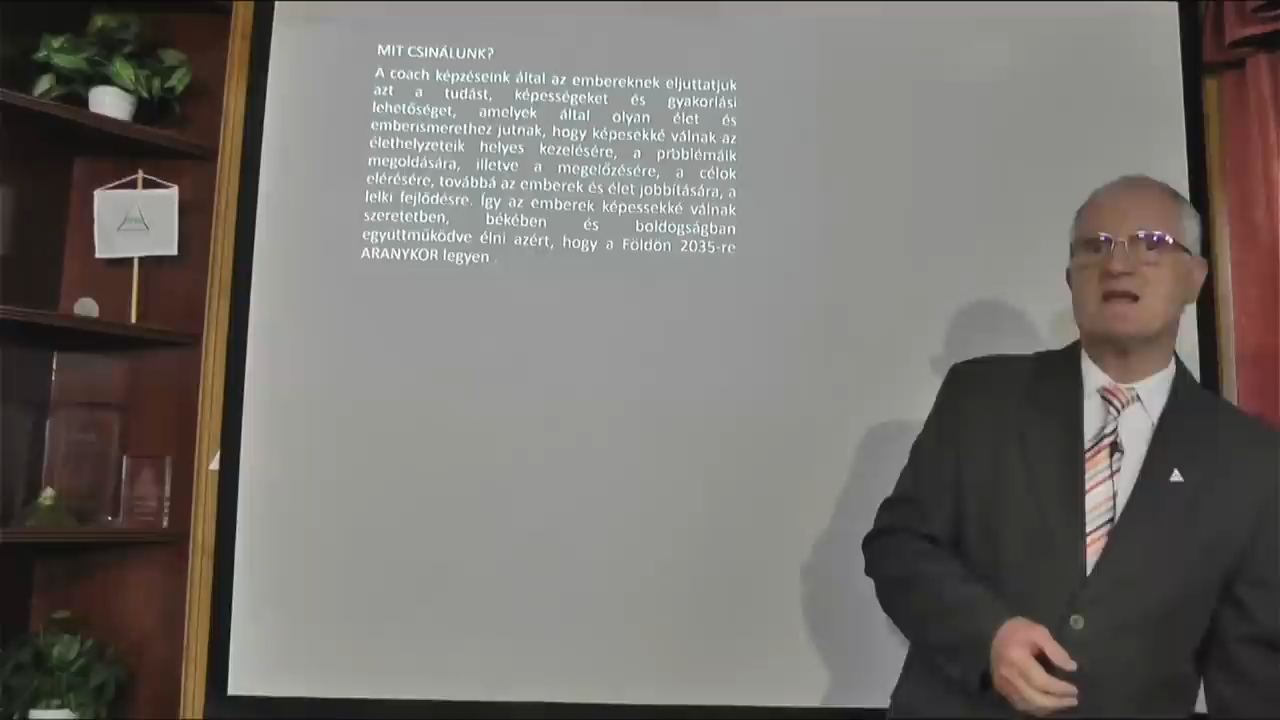 MIT CSINÁLUNK?
A coach képzéseink által az embereknek eljuttatjuk
azt a tudást, képességeket és gyakorlási
lehetőséget, amelyek által olyan élet és
emberismerethez jutnak, hogy képesekké válnak az
élethelyzeteik helyes kezelésére, a problémáik
megoldására, illetve a megelőzésére, a célok
elérésére, továbbá az emberek és élet jobbítására, a
lelki fejlődésre. Így az emberek képessekké válnak
szeretetben, békében és boldogságban
együttműködve élni azért, hogy a Földön 2035-re
ARANYKOR legyen .